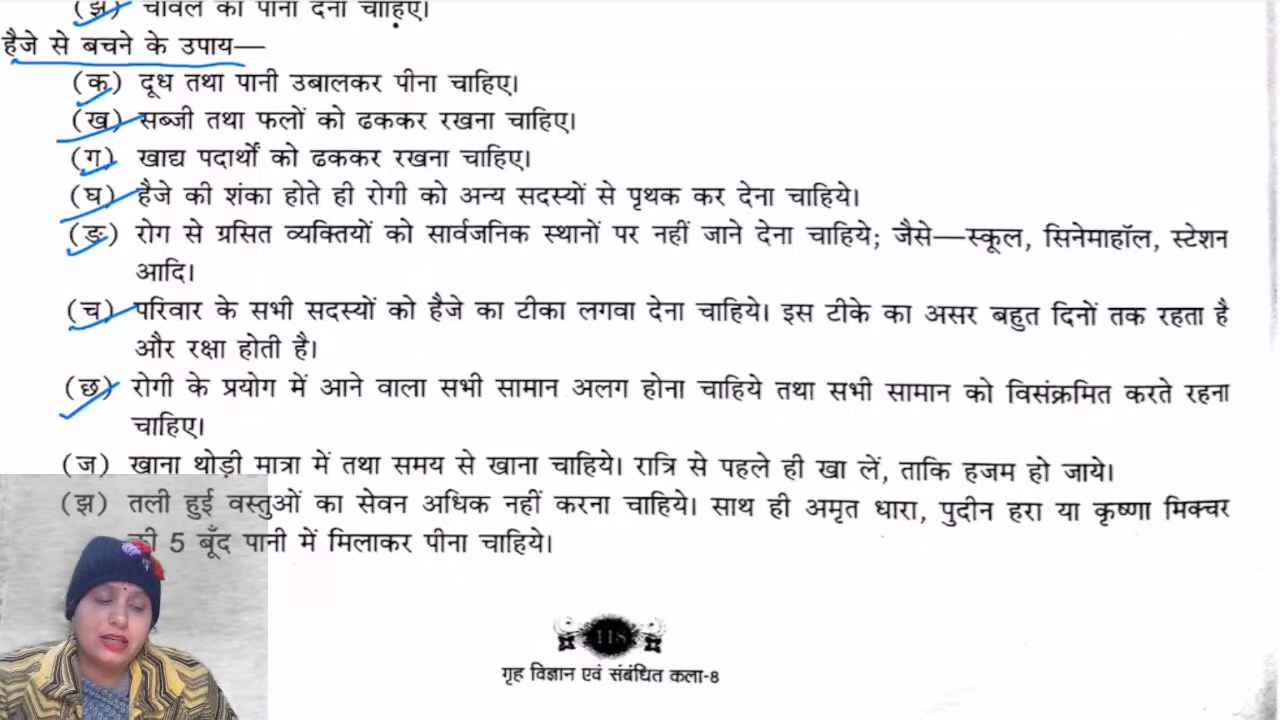 (झ) चावल का पानी देना चाहिए।
हैजे से बचने के उपाय—
(क) दूध तथा पानी उबालकर पीना चाहिए।
(ख) सब्जी तथा फलों को ढककर रखना चाहिए।
(ग) खाद्य पदार्थों को ढककर रखना चाहिए।
(घ) हैजे की शंका होते ही रोगी को अन्य सदस्यों से पृथक कर देना चाहिये।
(ङ) रोग से ग्रसित व्यक्तियों को सार्वजनिक स्थानों पर नहीं जाने देना चाहिये; जैसे—स्कूल, सिनेमाहॉल, स्टेशन
आदि।
(च) परिवार के सभी सदस्यों को हैजे का टीका लगवा देना चाहिये। इस टीके का असर बहुत दिनों तक रहता है
और रक्षा होती है।
(छ) रोगी के प्रयोग में आने वाला सभी सामान अलग होना चाहिये तथा सभी सामान को विसंक्रमित करते रहना
चाहिए।
(ज) खाना थोड़ी मात्रा में तथा समय से खाना चाहिये। रात्रि से पहले ही खा लें, ताकि हजम हो जाये।
(झ) तली हुई वस्तुओं का सेवन अधिक नहीं करना चाहिये। साथ ही अमृत धारा, पुदीन हरा या कृष्णा मिक्चर
5 बूँद पानी में मिलाकर पीना चाहिये।
118
गृह विज्ञान एवं संबंधित कला-8